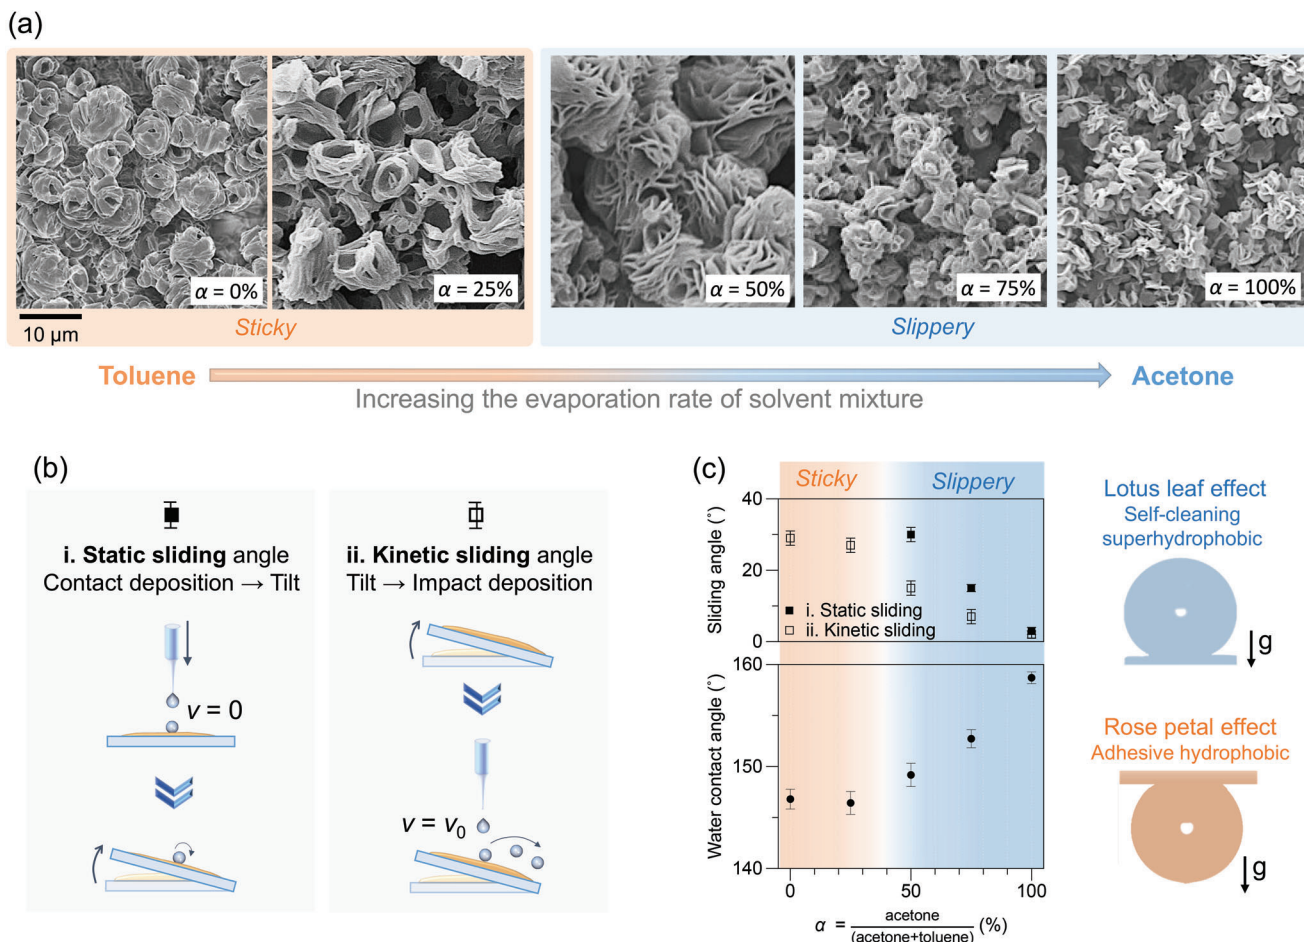 (a)
α = 0%
α = 25%
α = 50%
α = 75%
α = 100%
10 μm
Sticky
Slippery
Toluene
Acetone
Increasing the evaporation rate of solvent mixture
(b)
i. Static sliding angle
Contact deposition → Tilt
v = 0
ii. Kinetic sliding angle
Tilt → Impact deposition
v = v₀
(c)
Sticky
Slippery
Sliding angle (°)
40
20
0
i. Static sliding
ii. Kinetic sliding
Water contact angle (°)
160
150
140
0
50
100
α = acetone/(acetone+toluene) (%)
Lotus leaf effect
Self-cleaning
superhydrophobic
g
Rose petal effect
Adhesive hydrophobic
g